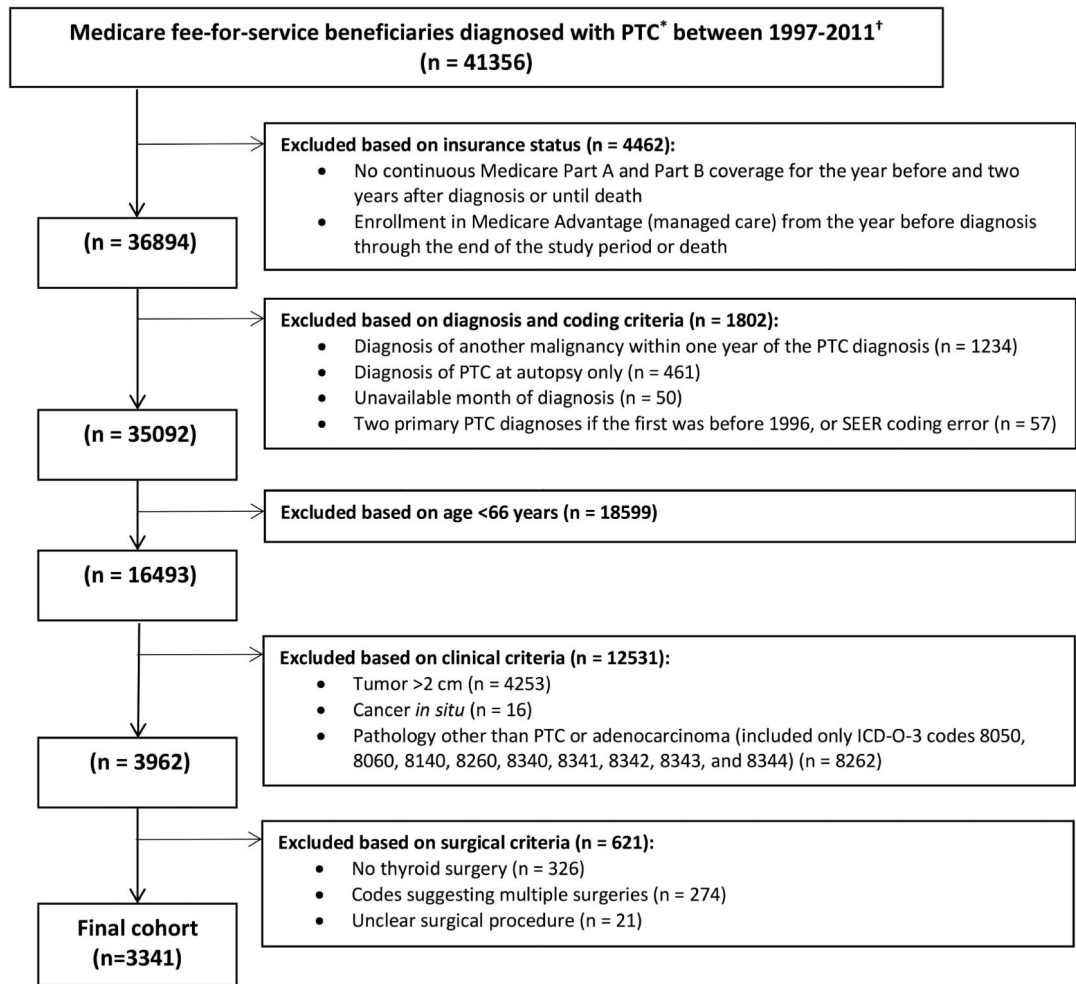 Medicare fee-for-service beneficiaries diagnosed with PTC* between 1997-2011†
(n = 41356)
Excluded based on insurance status (n = 4462):
• No continuous Medicare Part A and Part B coverage for the year before and two
years after diagnosis or until death
• Enrollment in Medicare Advantage (managed care) from the year before diagnosis
through the end of the study period or death
(n = 36894)
Excluded based on diagnosis and coding criteria (n = 1802):
• Diagnosis of another malignancy within one year of the PTC diagnosis (n = 1234)
• Diagnosis of PTC at autopsy only (n = 461)
• Unavailable month of diagnosis (n = 50)
• Two primary PTC diagnoses if the first was before 1996, or SEER coding error (n = 57)
(n = 35092)
Excluded based on age <66 years (n = 18599)
(n = 16493)
Excluded based on clinical criteria (n = 12531):
• Tumor >2 cm (n = 4253)
• Cancer in situ (n = 16)
• Pathology other than PTC or adenocarcinoma (included only ICD-O-3 codes 8050,
8060, 8140, 8260, 8340, 8341, 8342, 8343, and 8344) (n = 8262)
(n = 3962)
Excluded based on surgical criteria (n = 621):
• No thyroid surgery (n = 326)
• Codes suggesting multiple surgeries (n = 274)
• Unclear surgical procedure (n = 21)
Final cohort
(n=3341)